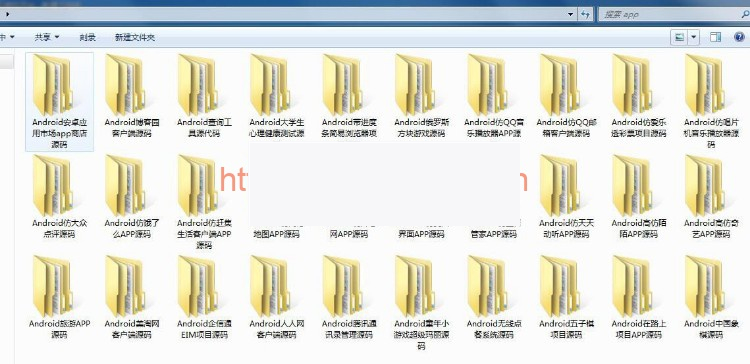 搜索 app
中 ▼ 共享 ▼ 刻录 新建文件夹
Android安卓应
用市场app商店
源码
Android博客园
客户端源码
Android查询工
具源代码
Android大学生
心理健康测试源
Android带进度
条简易浏览器项
Android俄罗斯
方块游戏源码
Android仿QQ音
乐播放器APP源
Android仿QQ邮
箱客户端源码
Android仿爱乐
透彩票项目源码
Android仿唱片
机音乐播放器源
码
Android仿大众
点评源码
Android仿饿了
么APP源码
Android仿赶集
生活客户端APP
源码
地图APP源码
网APP源码
界面APP源码
管家APP源码
Android仿天天
动听APP源码
Android高仿陌
陌APP源码
Android高仿奇
艺APP源码
ht
Android旅游APP
源码
Android盖淘网
客户端源码
Android企信通
EIM项目源码
Android人人网
客户端源码
Android腾讯通
讯录管理源码
Android童年小
游戏超级玛丽源
码
Android无线点
餐系统源码
Android五子棋
项目源码
Android在路上
项目APP源码
Android中国象
棋源码